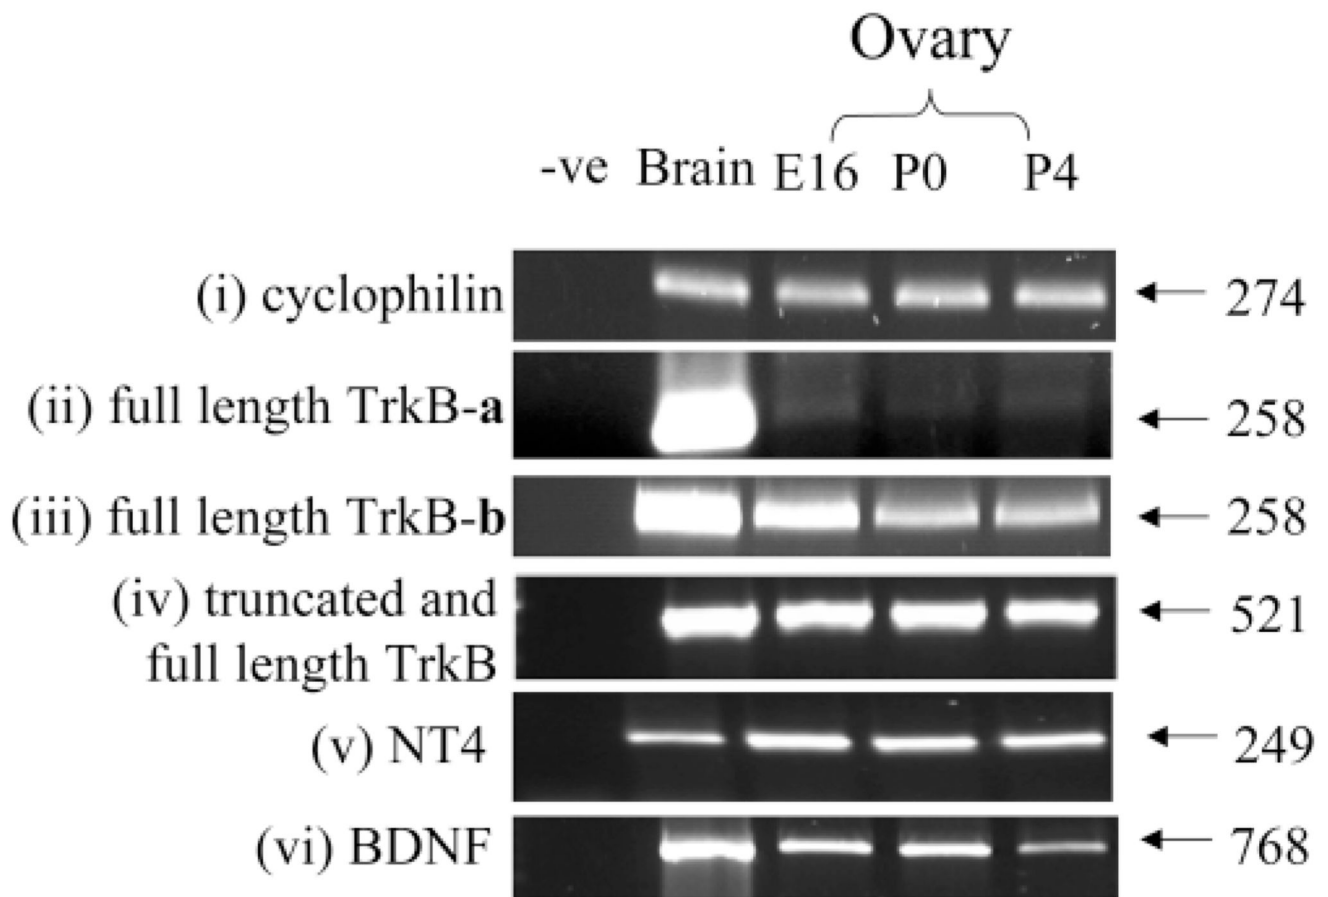 Ovary
-ve Brain E16 P0 P4
(i) cyclophilin 274
(ii) full length TrkB-a 258
(iii) full length TrkB-b 258
(iv) truncated and
full length TrkB 521
(v) NT4 249
(vi) BDNF 768